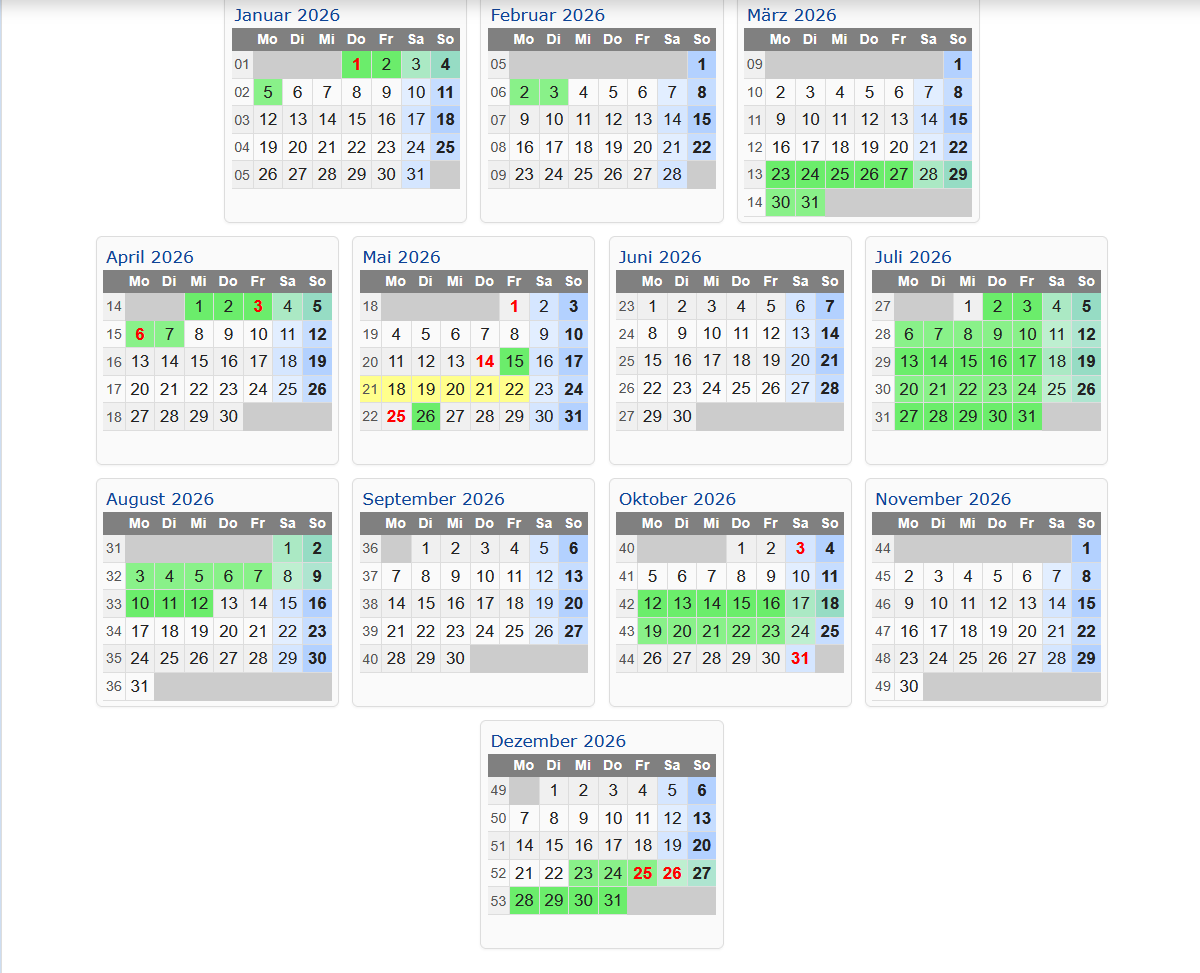 Januar 2026
Mo Di Mi Do Fr Sa So
01 1 2 3 4
02 5 6 7 8 9 10 11
03 12 13 14 15 16 17 18
04 19 20 21 22 23 24 25
05 26 27 28 29 30 31
Februar 2026
Mo Di Mi Do Fr Sa So
05 1
06 2 3 4 5 6 7 8
07 9 10 11 12 13 14 15
08 16 17 18 19 20 21 22
09 23 24 25 26 27 28
März 2026
Mo Di Mi Do Fr Sa So
09 1
10 2 3 4 5 6 7 8
11 9 10 11 12 13 14 15
12 16 17 18 19 20 21 22
13 23 24 25 26 27 28 29
14 30 31
April 2026
Mo Di Mi Do Fr Sa So
14 1 2 3 4 5
15 6 7 8 9 10 11 12
16 13 14 15 16 17 18 19
17 20 21 22 23 24 25 26
18 27 28 29 30
Mai 2026
Mo Di Mi Do Fr Sa So
18 1 2 3
19 4 5 6 7 8 9 10
20 11 12 13 14 15 16 17
21 18 19 20 21 22 23 24
22 25 26 27 28 29 30 31
Juni 2026
Mo Di Mi Do Fr Sa So
23 1 2 3 4 5 6 7
24 8 9 10 11 12 13 14
25 15 16 17 18 19 20 21
26 22 23 24 25 26 27 28
27 29 30
Juli 2026
Mo Di Mi Do Fr Sa So
27 1 2 3 4 5
28 6 7 8 9 10 11 12
29 13 14 15 16 17 18 19
30 20 21 22 23 24 25 26
31 27 28 29 30 31
August 2026
Mo Di Mi Do Fr Sa So
31 1 2
32 3 4 5 6 7 8 9
33 10 11 12 13 14 15 16
34 17 18 19 20 21 22 23
35 24 25 26 27 28 29 30
36 31
September 2026
Mo Di Mi Do Fr Sa So
36 1 2 3 4 5 6
37 7 8 9 10 11 12 13
38 14 15 16 17 18 19 20
39 21 22 23 24 25 26 27
40 28 29 30
Oktober 2026
Mo Di Mi Do Fr Sa So
40 1 2 3 4
41 5 6 7 8 9 10 11
42 12 13 14 15 16 17 18
43 19 20 21 22 23 24 25
44 26 27 28 29 30 31
November 2026
Mo Di Mi Do Fr Sa So
44 1
45 2 3 4 5 6 7 8
46 9 10 11 12 13 14 15
47 16 17 18 19 20 21 22
48 23 24 25 26 27 28 29
49 30
Dezember 2026
Mo Di Mi Do Fr Sa So
49 1 2 3 4 5 6
50 7 8 9 10 11 12 13
51 14 15 16 17 18 19 20
52 21 22 23 24 25 26 27
53 28 29 30 31